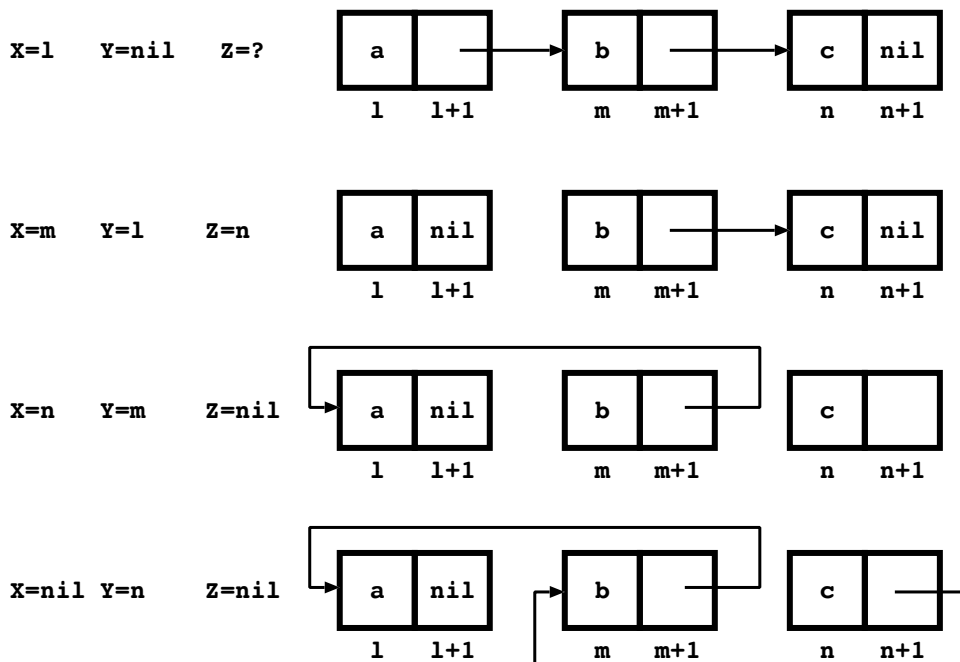 X=l Y=nil Z=? a b c nil
l l+1 m m+1 n n+1
X=m Y=l Z=n a nil b c nil
l l+1 m m+1 n n+1
X=n Y=m Z=nil a nil b c
l l+1 m m+1 n n+1
X=nil Y=n Z=nil a nil b c
l l+1 m m+1 n n+1